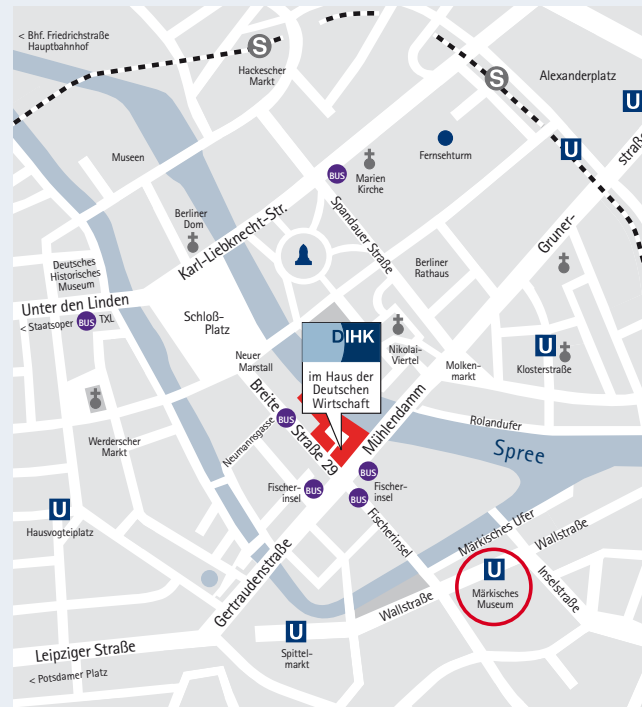 < Bhf. Friedrichstraße
Hauptbahnhof
S
Hackescher
Markt
S
Alexanderplatz
U
U
straße
Museen
Fernsehturm
BUS
Marien
Kirche
Berliner
Dom
Karl-Liebknecht-Str.
Spandauer Straße
Gruner-
Deutsches
Historisches
Museum
Berliner
Rathaus
Unter den Linden
< Staatsoper
BUS
TXL
Schloß-
Platz
DIHK
im Haus der
Deutschen
Wirtschaft
Nikolai-
Viertel
Molken-
markt
U
Klosterstraße
Neuer
Marstall
Breite
Straße 29
BUS
Neumannsgasse
Mühlendamm
Rolandufer
Spree
Werderscher
Markt
Fischer-
insel
BUS
BUS
Fischer-
insel
BUS
Fischerinsel
U
Hausvogteiplatz
Märkisches Ufer
Wallstraße
U
Märkisches
Museum
Inselstraße
Wallstraße
Gertraudenstraße
U
Spittel-
markt
Leipziger Straße
< Potsdamer Platz